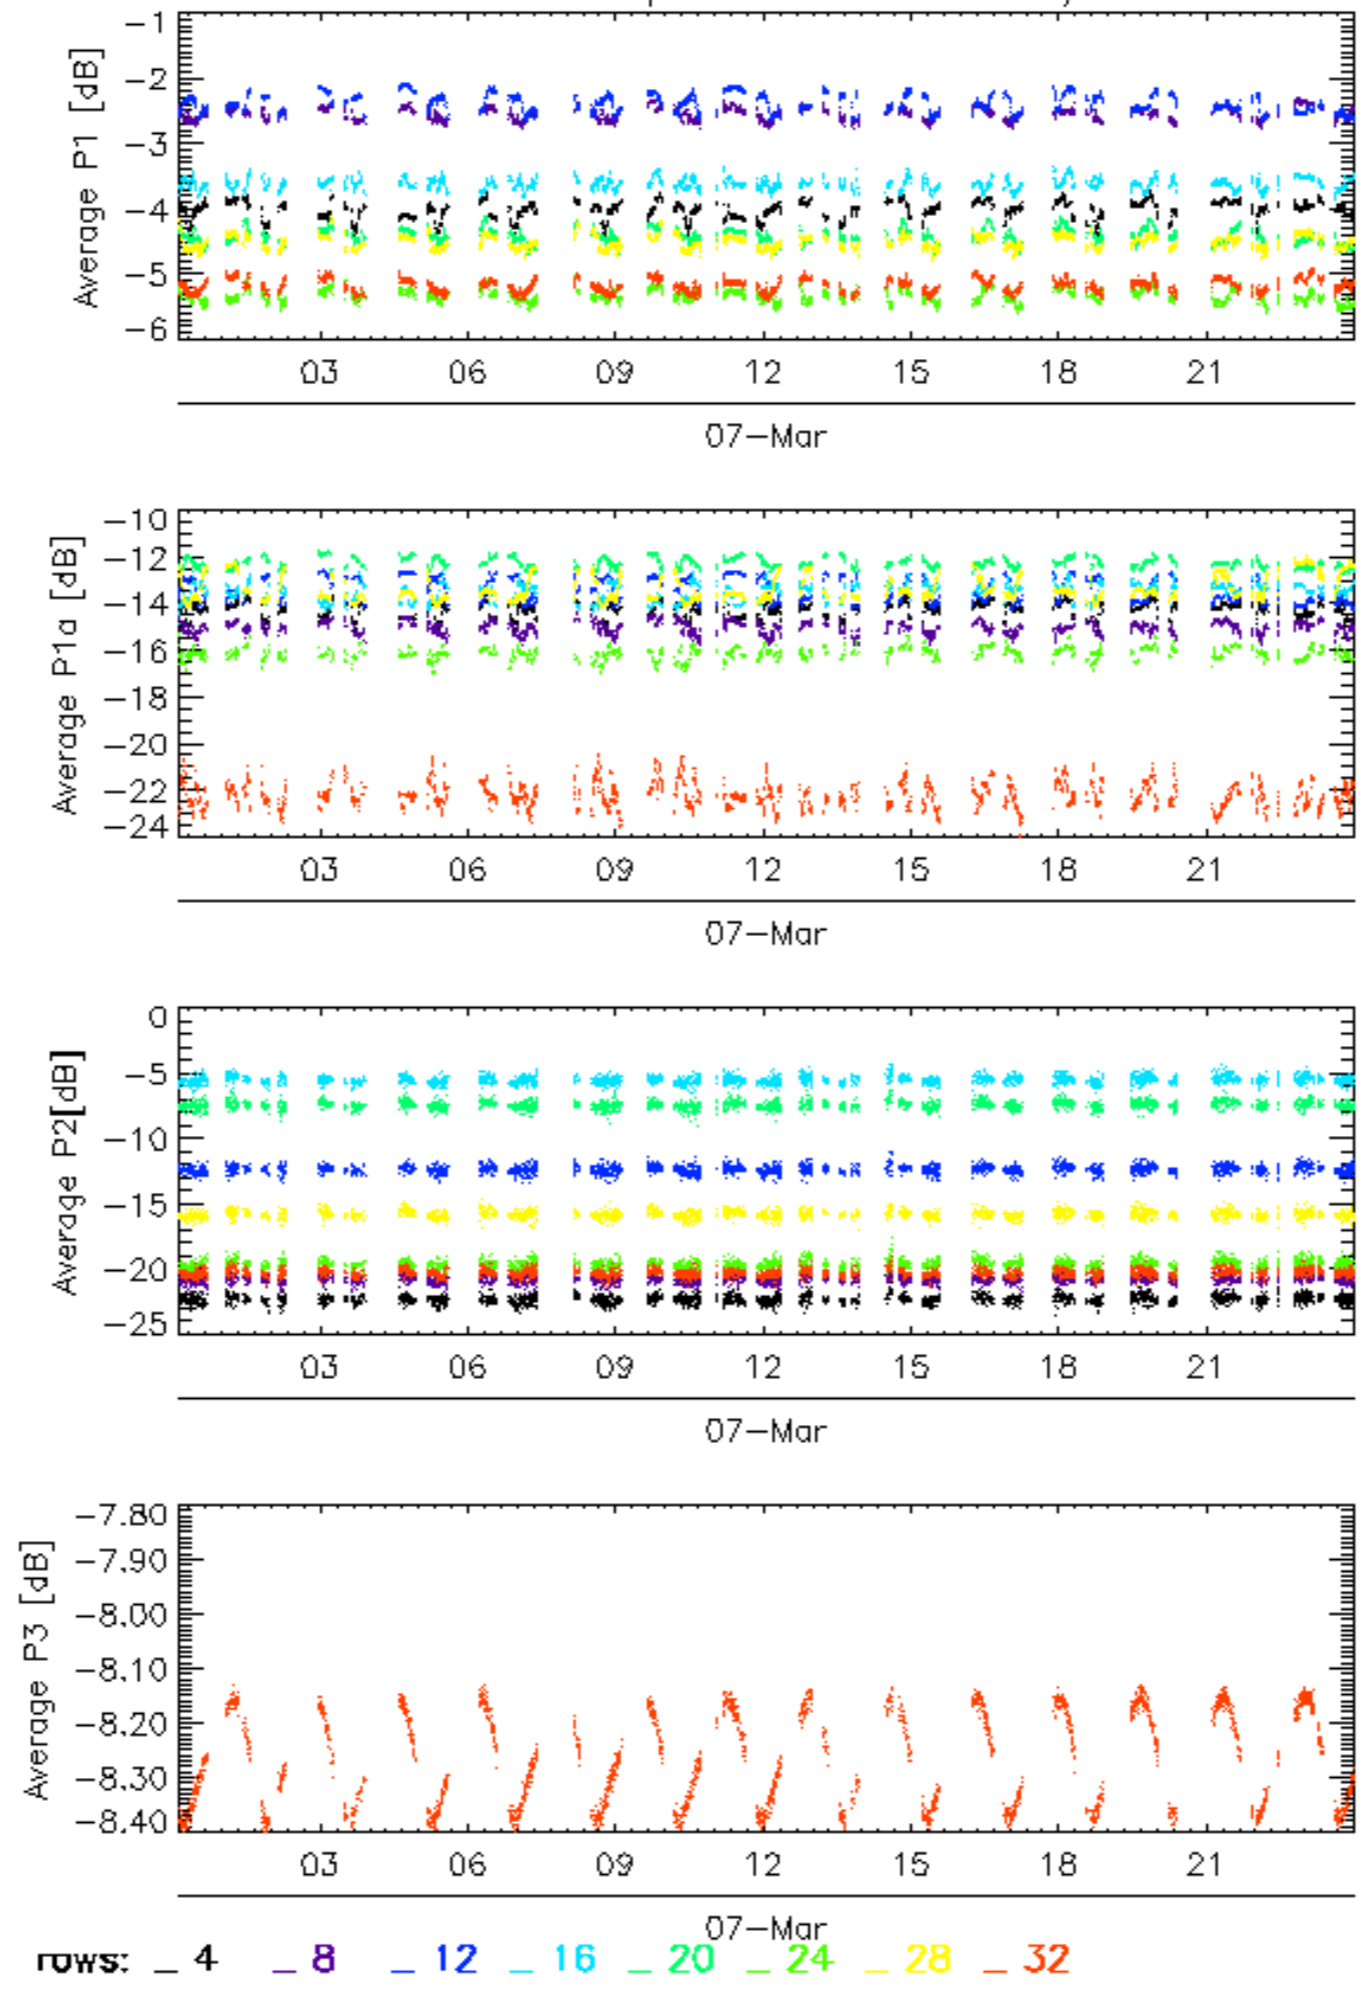 Average P1 [dB]
-1
-2
-3
-4
-5
-6
03 06 09 12 15 18 21
07-Mar
Average P1a [dB]
-10
-12
-14
-16
-18
-20
-22
-24
03 06 09 12 15 18 21
07-Mar
Average P2[dB]
0
-5
-10
-15
-20
-25
03 06 09 12 15 18 21
07-Mar
Average P3 [dB]
-7.80
-7.90
-8.00
-8.10
-8.20
-8.30
-8.40
03 06 09 12 15 18 21
07-Mar
rows: _ 4 _ 8 _ 12 _ 16 _ 20 _ 24 _ 28 _ 32